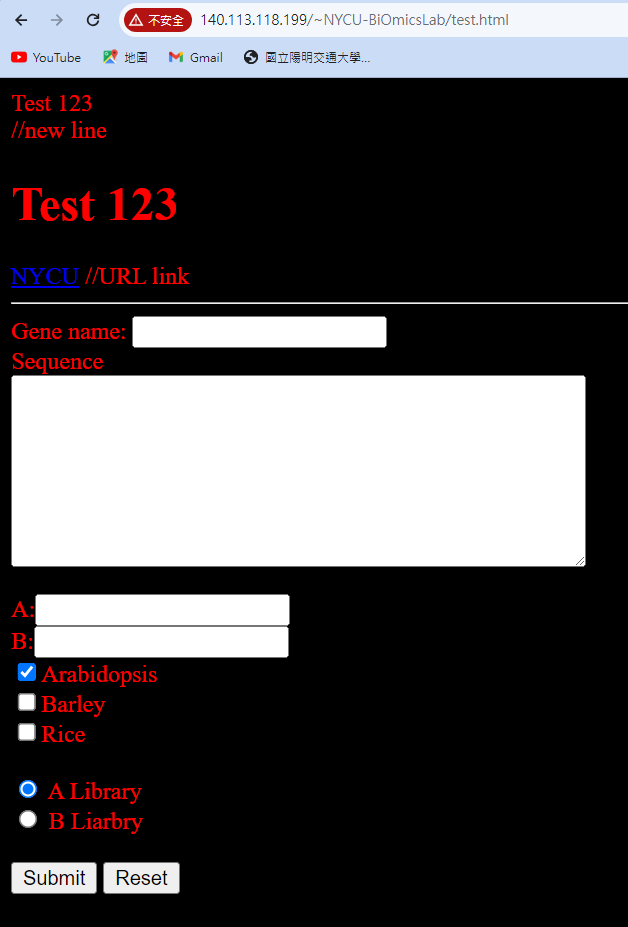 不安全 140.113.118.199/~NYCU-BiOmicsLab/test.html
YouTube 地圖 Gmail 國立陽明交通大學...
Test 123
//new line
Test 123
NYCU //URL link
Gene name:
Sequence
A:
B:
Arabidopsis
Barley
Rice
A Library
B Liarbry
Submit Reset